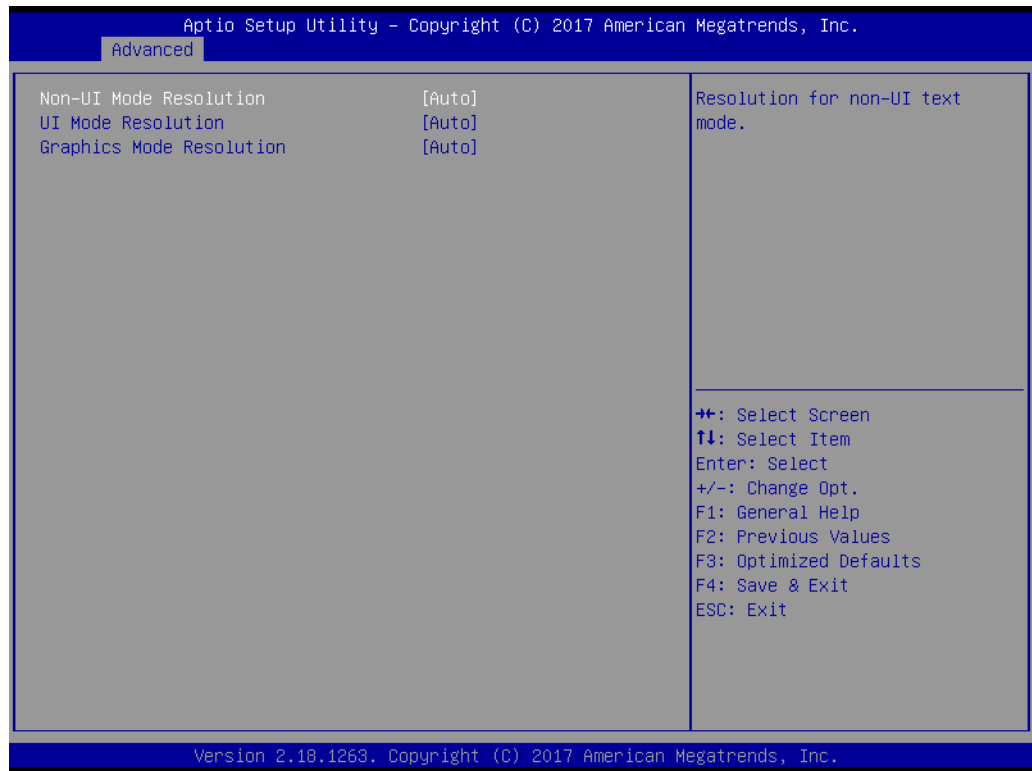 Aptio Setup Utility – Copyright (C) 2017 American Megatrends, Inc.
Advanced
Non-UI Mode Resolution [Auto]
UI Mode Resolution [Auto]
Graphics Mode Resolution [Auto]
Resolution for non-UI text
mode.
→←: Select Screen
↑↓: Select Item
Enter: Select
+/-: Change Opt.
F1: General Help
F2: Previous Values
F3: Optimized Defaults
F4: Save & Exit
ESC: Exit
Version 2.18.1263. Copyright (C) 2017 American Megatrends, Inc.